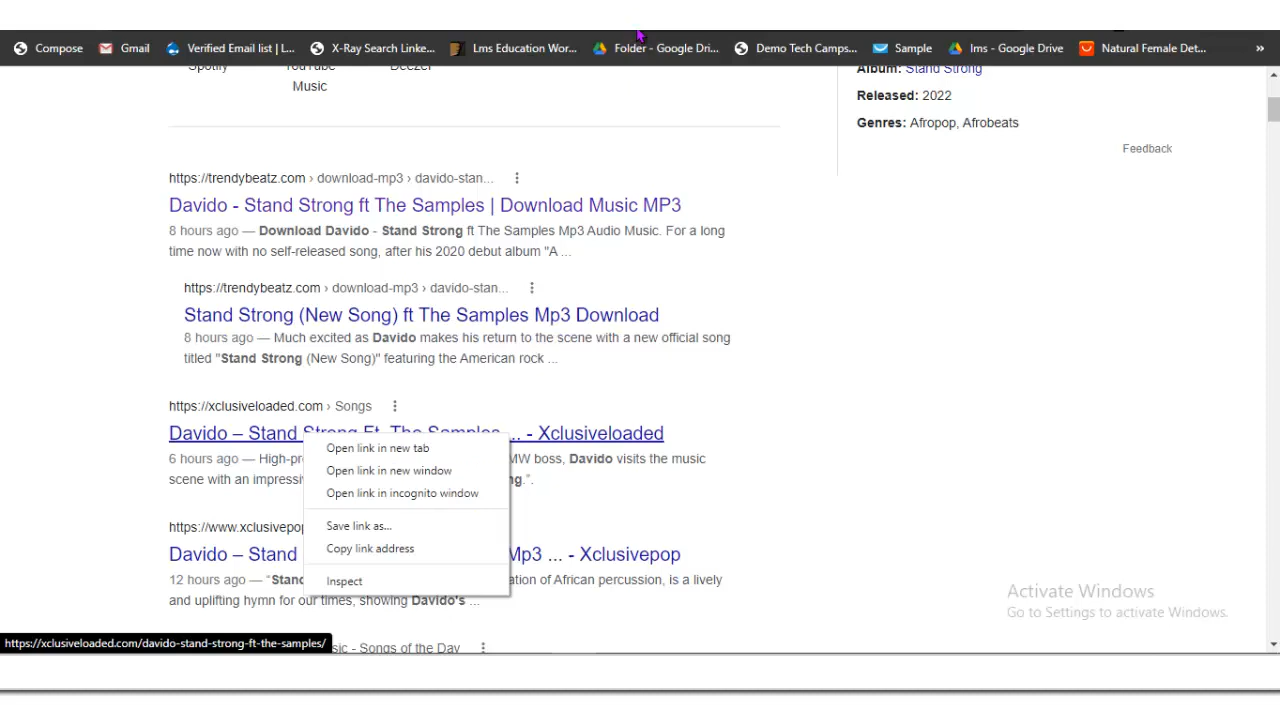 Compose Gmail Verified Email list | L... X-Ray Search Linke... Lms Education Wor... Folder - Google Dri... Demo Tech Camps... Sample lms - Google Drive Natural Female Det... »
Spotify YouTube Deezer
Music
Album: Stand Strong
Released: 2022
Genres: Afropop, Afrobeats
Feedback
https://trendybeatz.com › download-mp3 › davido-stan...
Davido - Stand Strong ft The Samples | Download Music MP3
8 hours ago — Download Davido - Stand Strong ft The Samples Mp3 Audio Music. For a long
time now with no self-released song, after his 2020 debut album "A ...
https://trendybeatz.com › download-mp3 › davido-stan...
Stand Strong (New Song) ft The Samples Mp3 Download
8 hours ago — Much excited as Davido makes his return to the scene with a new official song
titled "Stand Strong (New Song)" featuring the American rock ...
https://xclusiveloaded.com › Songs
Davido – Stand Strong Ft. The Samples ... - Xclusiveloaded
6 hours ago — High-pr MW boss, Davido visits the music
scene with an impressi ng.".
Open link in new tab
Open link in new window
Open link in incognito window
Save link as...
Copy link address
Inspect
https://www.xclusivepop
Davido – Stand Mp3 ... - Xclusivepop
12 hours ago — “Stand ation of African percussion, is a lively
and uplifting hymn for our times, showing Davido's ...
sic - Songs of the Day
https://xclusiveloaded.com/davido-stand-strong-ft-the-samples/
Activate Windows
Go to Settings to activate Windows.